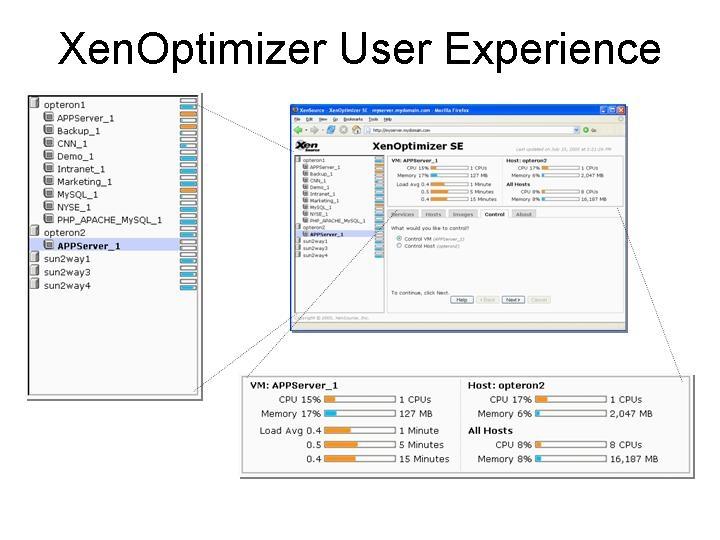 XenOptimizer User Experience
opteron1
APPServer_1
Backup_1
CNN_1
Demo_1
Intranet_1
Marketing_1
MySQL_1
NYSE_1
PHP_APACHE_MySQL_1
opteron2
APPServer_1
sun2way1
sun2way3
sun2way4
XenSource - XenOptimizer SE - myserver.mydomain.com - Mozilla Firefox
File Edit View Go Bookmarks Tools Help
http://myserver.mydomain.com Go
Xen Source XenOptimizer SE Last updated on July 15, 2005 at 3:21:26 PM
opteron1
APPServer_1
Backup_1
CNN_1
Demo_1
Intranet_1
Marketing_1
MySQL_1
NYSE_1
PHP_APACHE_MySQL_1
opteron2
APPServer_1
sun2way1
sun2way3
sun2way4
VM: APPServer_1 Host: opteron2
CPU 15% 1 CPUs CPU 17% 1 CPUs
Memory 17% 127 MB Memory 6% 2,047 MB
Load Avg 0.4 1 Minute All Hosts
0.5 5 Minutes CPU 8% 8 CPUs
0.4 15 Minutes Memory 8% 16,187 MB
Services Hosts Images Control About
What would you like to control?
Control VM (APPServer_1)
Control Host (opteron2)
To continue, click Next.
Help < Back Next > Cancel
Copyright © 2005, XenSource, Inc.
VM: APPServer_1 Host: opteron2
CPU 15% 1 CPUs CPU 17% 1 CPUs
Memory 17% 127 MB Memory 6% 2,047 MB
Load Avg 0.4 1 Minute All Hosts
0.5 5 Minutes CPU 8% 8 CPUs
0.4 15 Minutes Memory 8% 16,187 MB